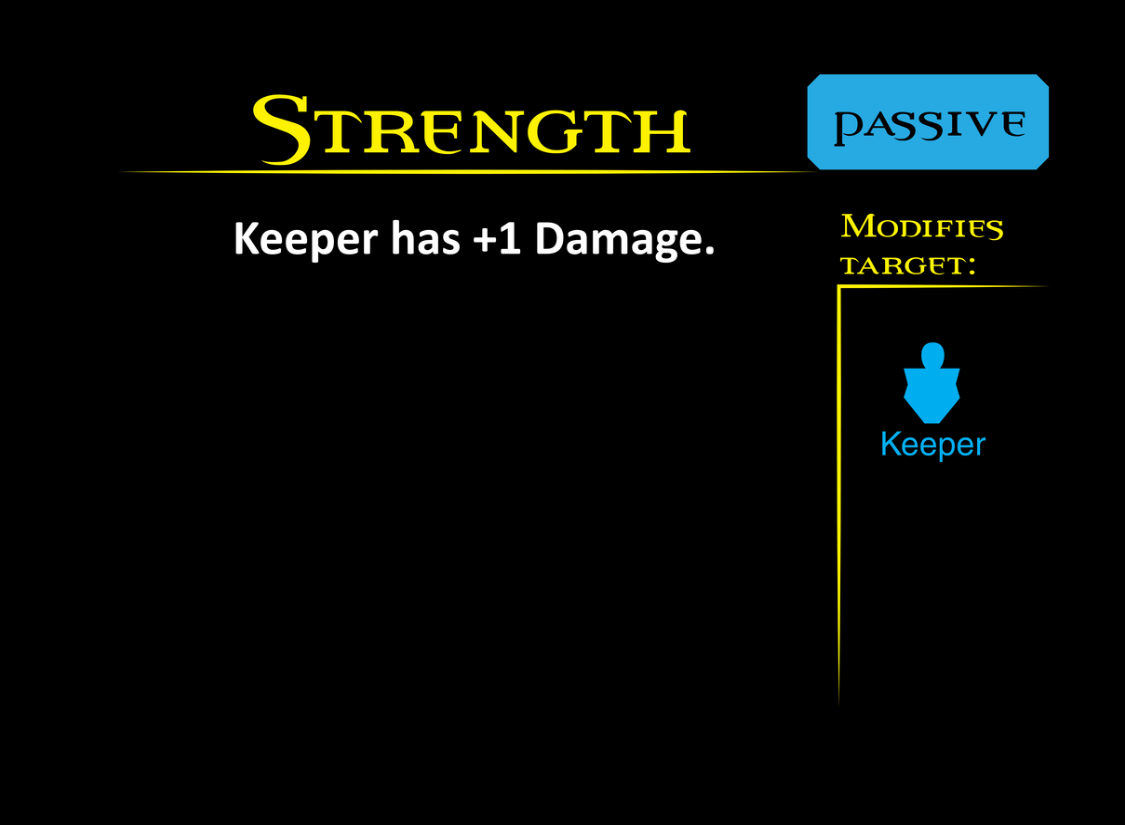 Strength
PASSIVE
Keeper has +1 Damage.
Modifies
target:
Keeper